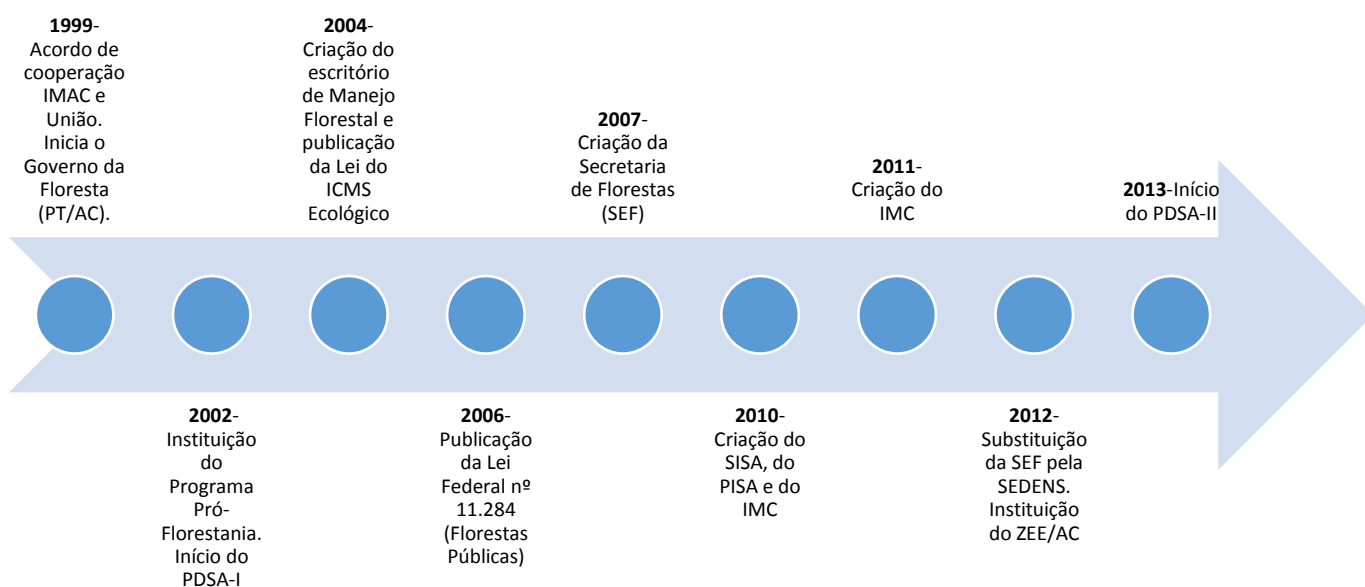 1999-
Acordo de
cooperação
IMAC e
União.
Inicia o
Governo da
Floresta
(PT/AC).
2002-
Instituição
do
Programa
Pró-
Florestania.
Início do
PDSA-I
2004-
Criação do
escritório
de Manejo
Florestal e
publicação
da Lei do
ICMS
Ecológico
2006-
Publicação
da Lei
Federal nº
11.284
(Florestas
Públicas)
2007-
Criação da
Secretaria
de Florestas
(SEF)
2010-
Criação do
SISA, do
PISA e do
IMC
2011-
Criação do
IMC
2012-
Substituição
da SEF pela
SEDENS.
Instituição
do ZEE/AC
2013-Início
do PDSA-II